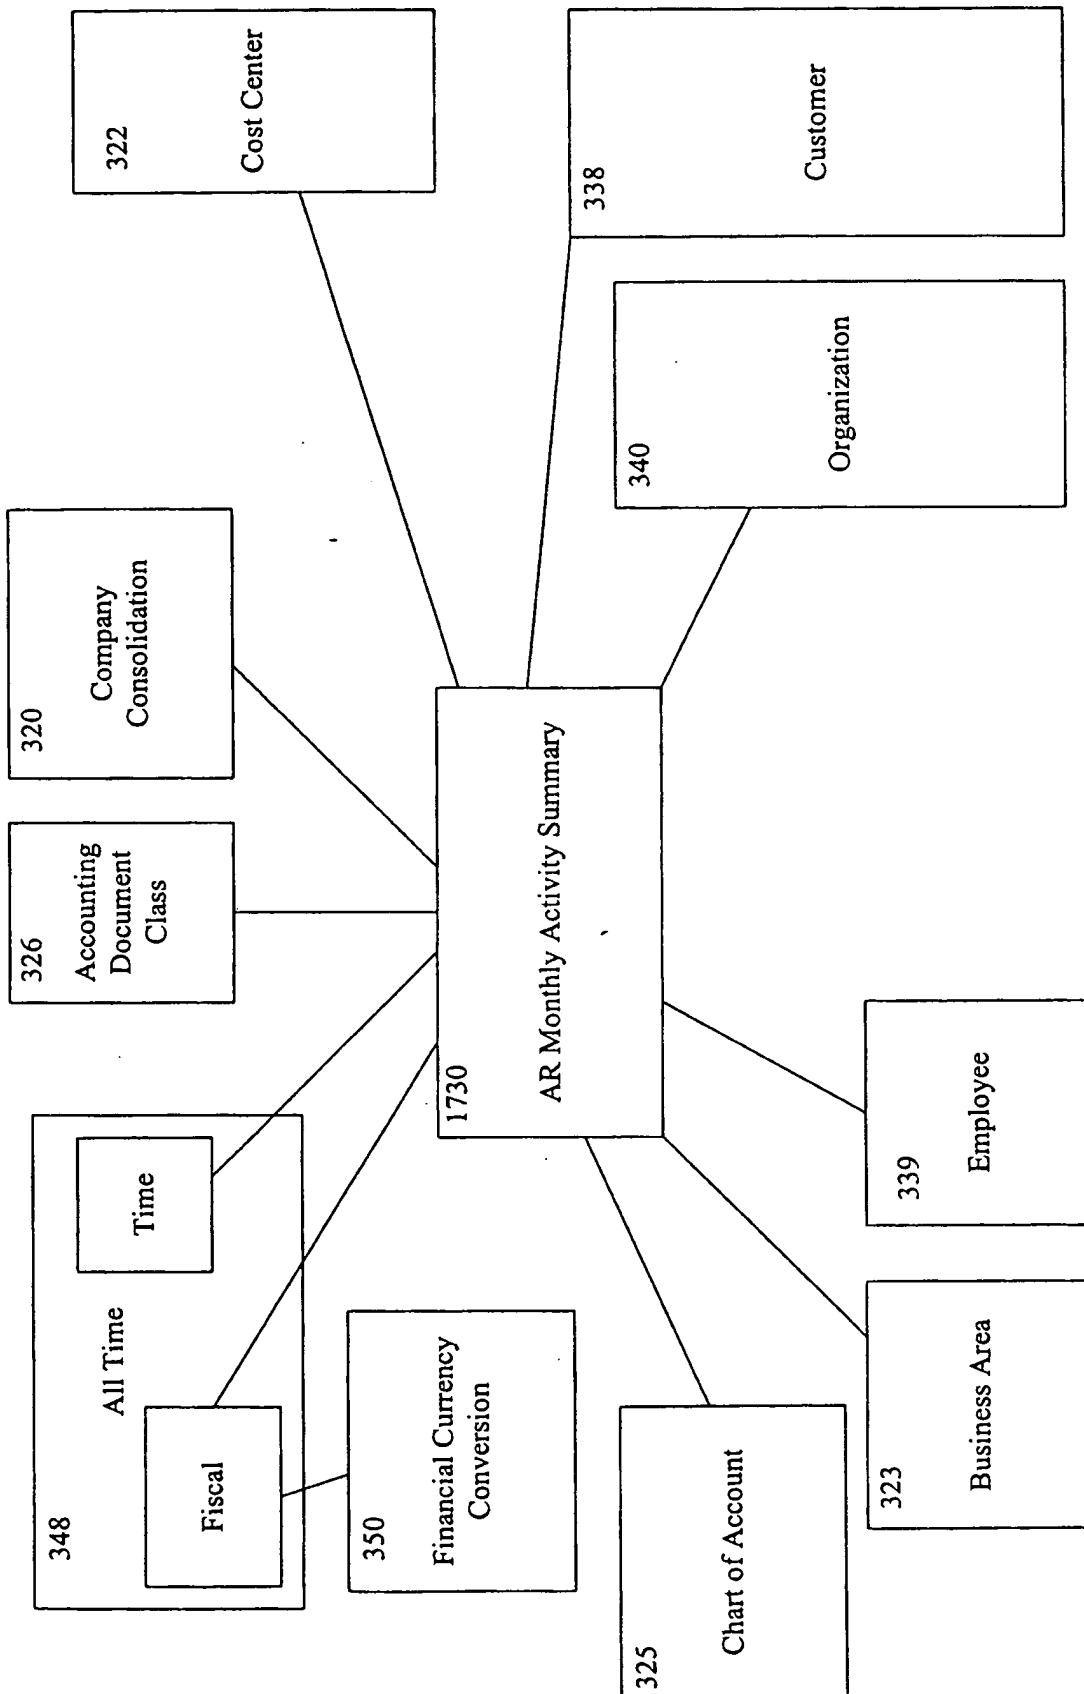 348
All Time
Fiscal
Time
350
Financial Currency
Conversion
326
Accounting
Document
Class
320
Company
Consolidation
322
Cost Center
1730
AR Monthly Activity Summary
338
Customer
340
Organization
325
Chart of Account
323
Business Area
339
Employee